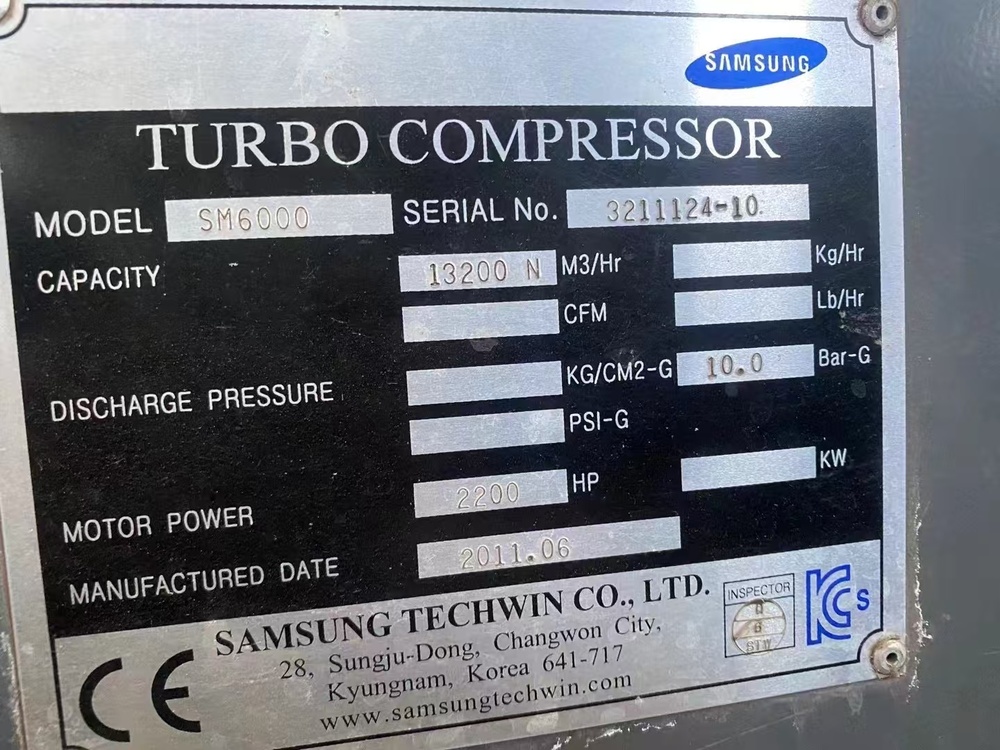 SAMSUNG
TURBO COMPRESSOR
MODEL SM6000 SERIAL No. 3211124-10
CAPACITY 13200 N M3/Hr Kg/Hr
CFM Lb/Hr
DISCHARGE PRESSURE KG/CM2-G 10.0 Bar-G
PSI-G
MOTOR POWER 2200 HP KW
MANUFACTURED DATE 2011.06
SAMSUNG TECHWIN CO., LTD.
28, Sungju-Dong, Changwon City,
Kyungnam, Korea 641-717
www.samsungtechwin.com
CE
INSPECTOR
6
STW
KCs